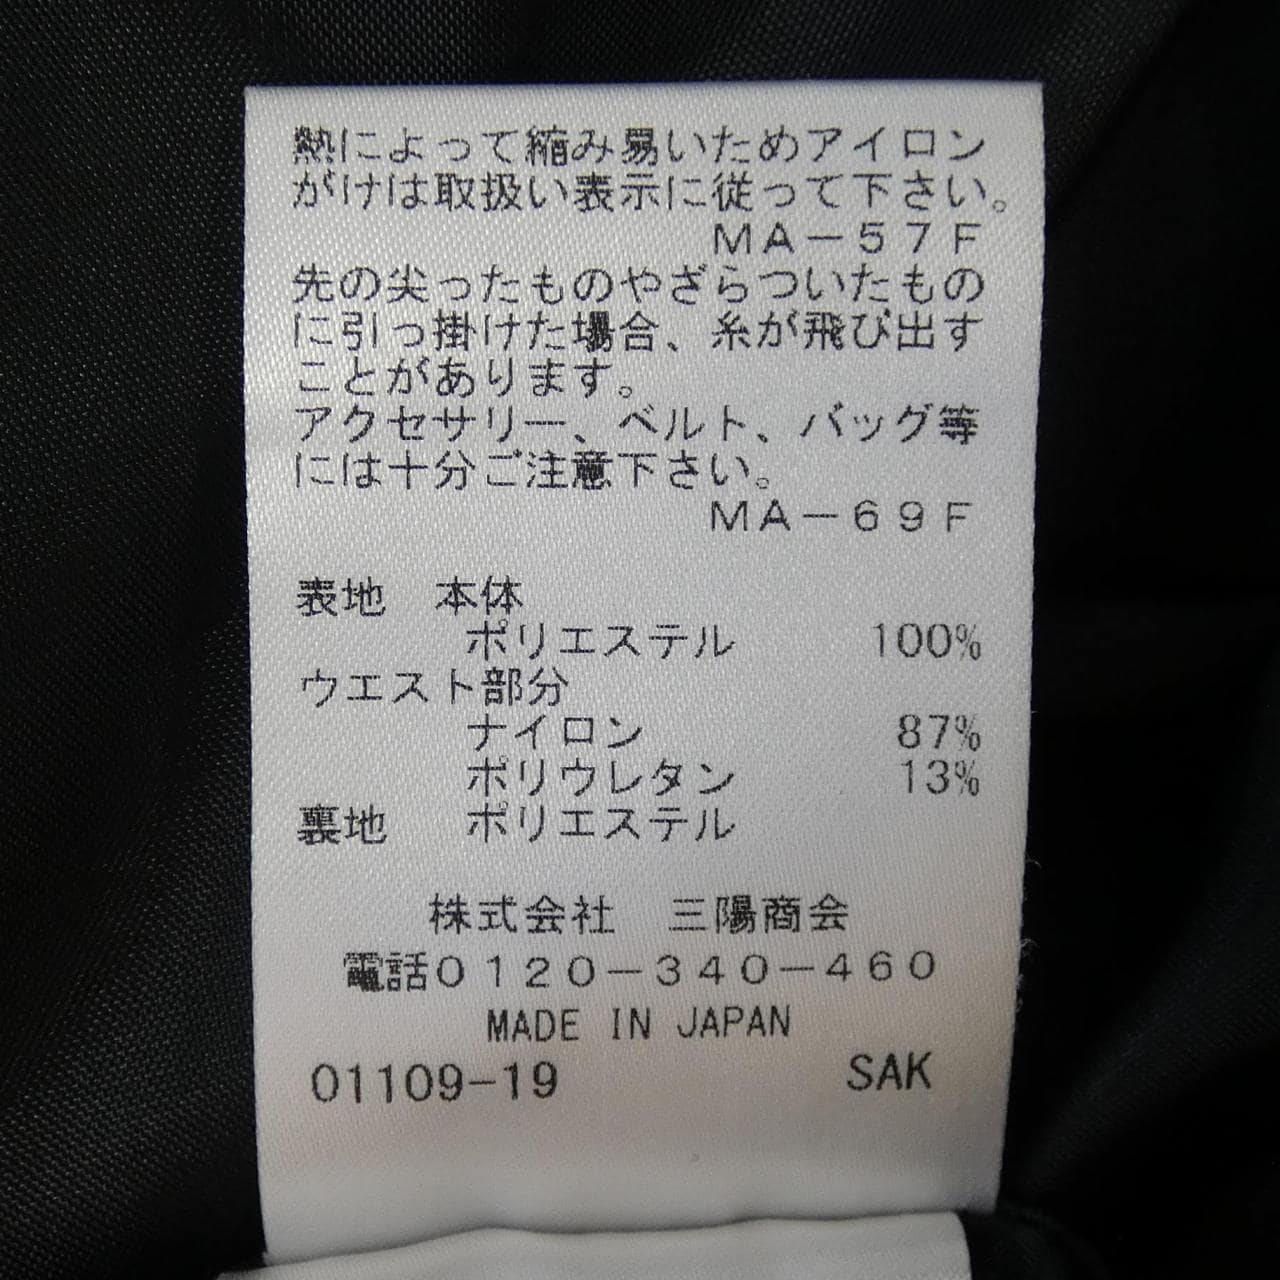 熱によって縮み易いためアイロン
がけは取扱い表示に従って下さい。
ＭＡ－５７Ｆ
先の尖ったものやざらついたもの
に引っ掛けた場合、糸が飛び出す
ことがあります。
アクセサリー、ベルト、バッグ等
には十分ご注意下さい。
ＭＡ－６９Ｆ
表地　本体
ポリエステル　100%
ウエスト部分
ナイロン　87%
ポリウレタン　13%
裏地　ポリエステル
株式会社　三陽商会
電話０１２０－３４０－４６０
MADE IN JAPAN
01109-19　SAK